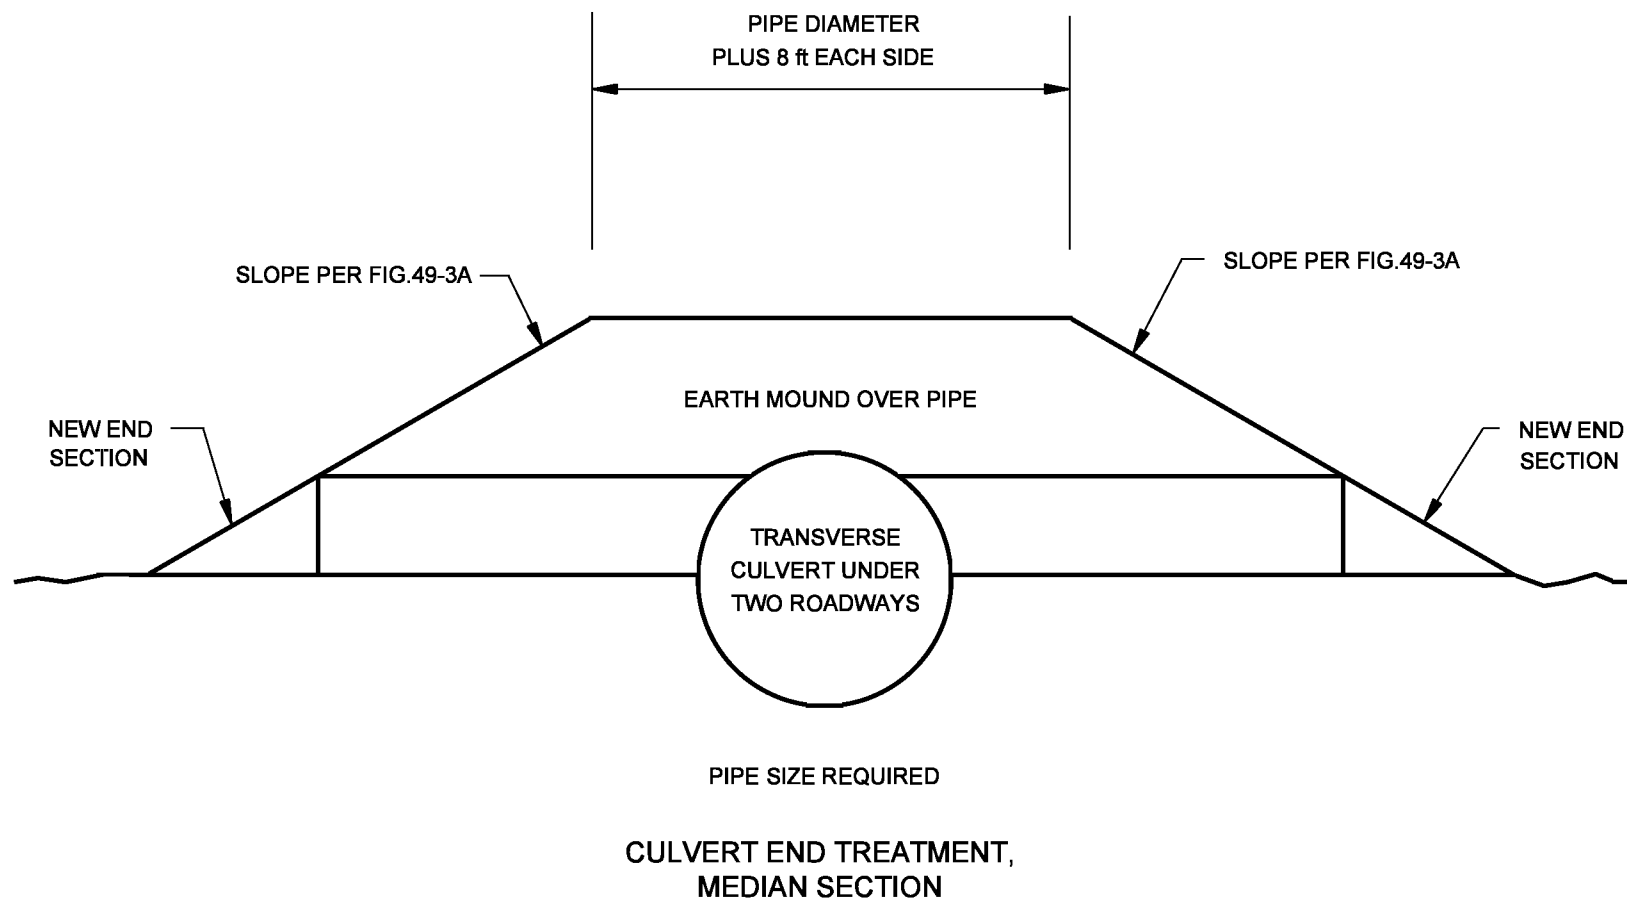 PIPE DIAMETER
PLUS 8 ft EACH SIDE
SLOPE PER FIG.49-3A
SLOPE PER FIG.49-3A
EARTH MOUND OVER PIPE
NEW END
SECTION
NEW END
SECTION
TRANSVERSE
CULVERT UNDER
TWO ROADWAYS
PIPE SIZE REQUIRED
CULVERT END TREATMENT,
MEDIAN SECTION